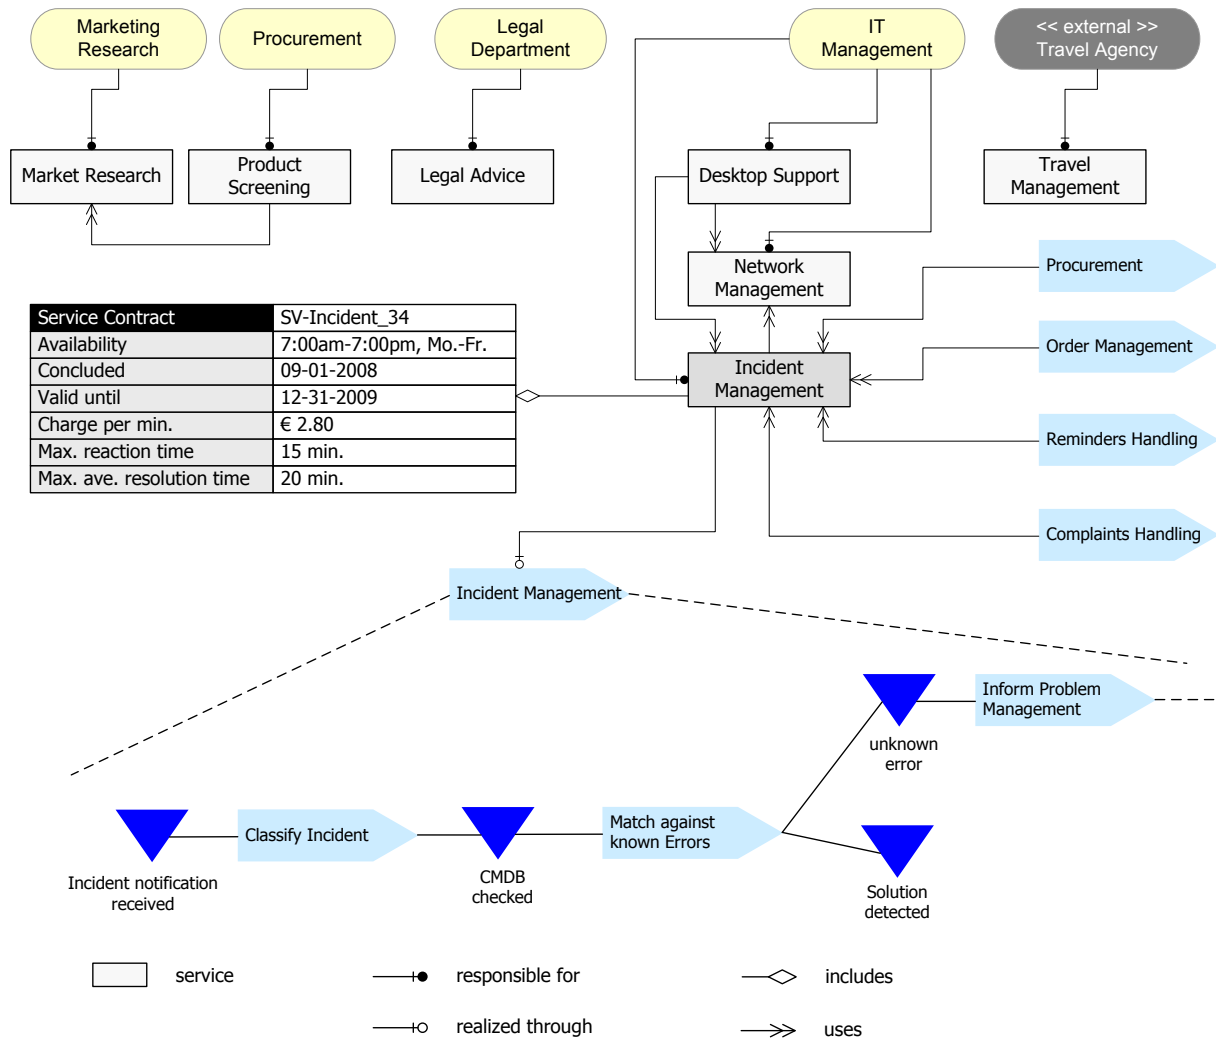 Marketing
Research
Procurement
Legal
Department
IT
Management
<< external >>
Travel Agency
Market Research
Product
Screening
Legal Advice
Desktop Support
Travel
Management
Network
Management
Procurement
Service Contract SV-Incident_34
Availability 7:00am-7:00pm, Mo.-Fr.
Concluded 09-01-2008
Valid until 12-31-2009
Charge per min. € 2.80
Max. reaction time 15 min.
Max. ave. resolution time 20 min.
Incident
Management
Order Management
Reminders Handling
Complaints Handling
Incident Management
Inform Problem
Management
unknown
error
Classify Incident
Match against
known Errors
Incident notification
received
CMDB
checked
Solution
detected
service
responsible for
includes
realized through
uses